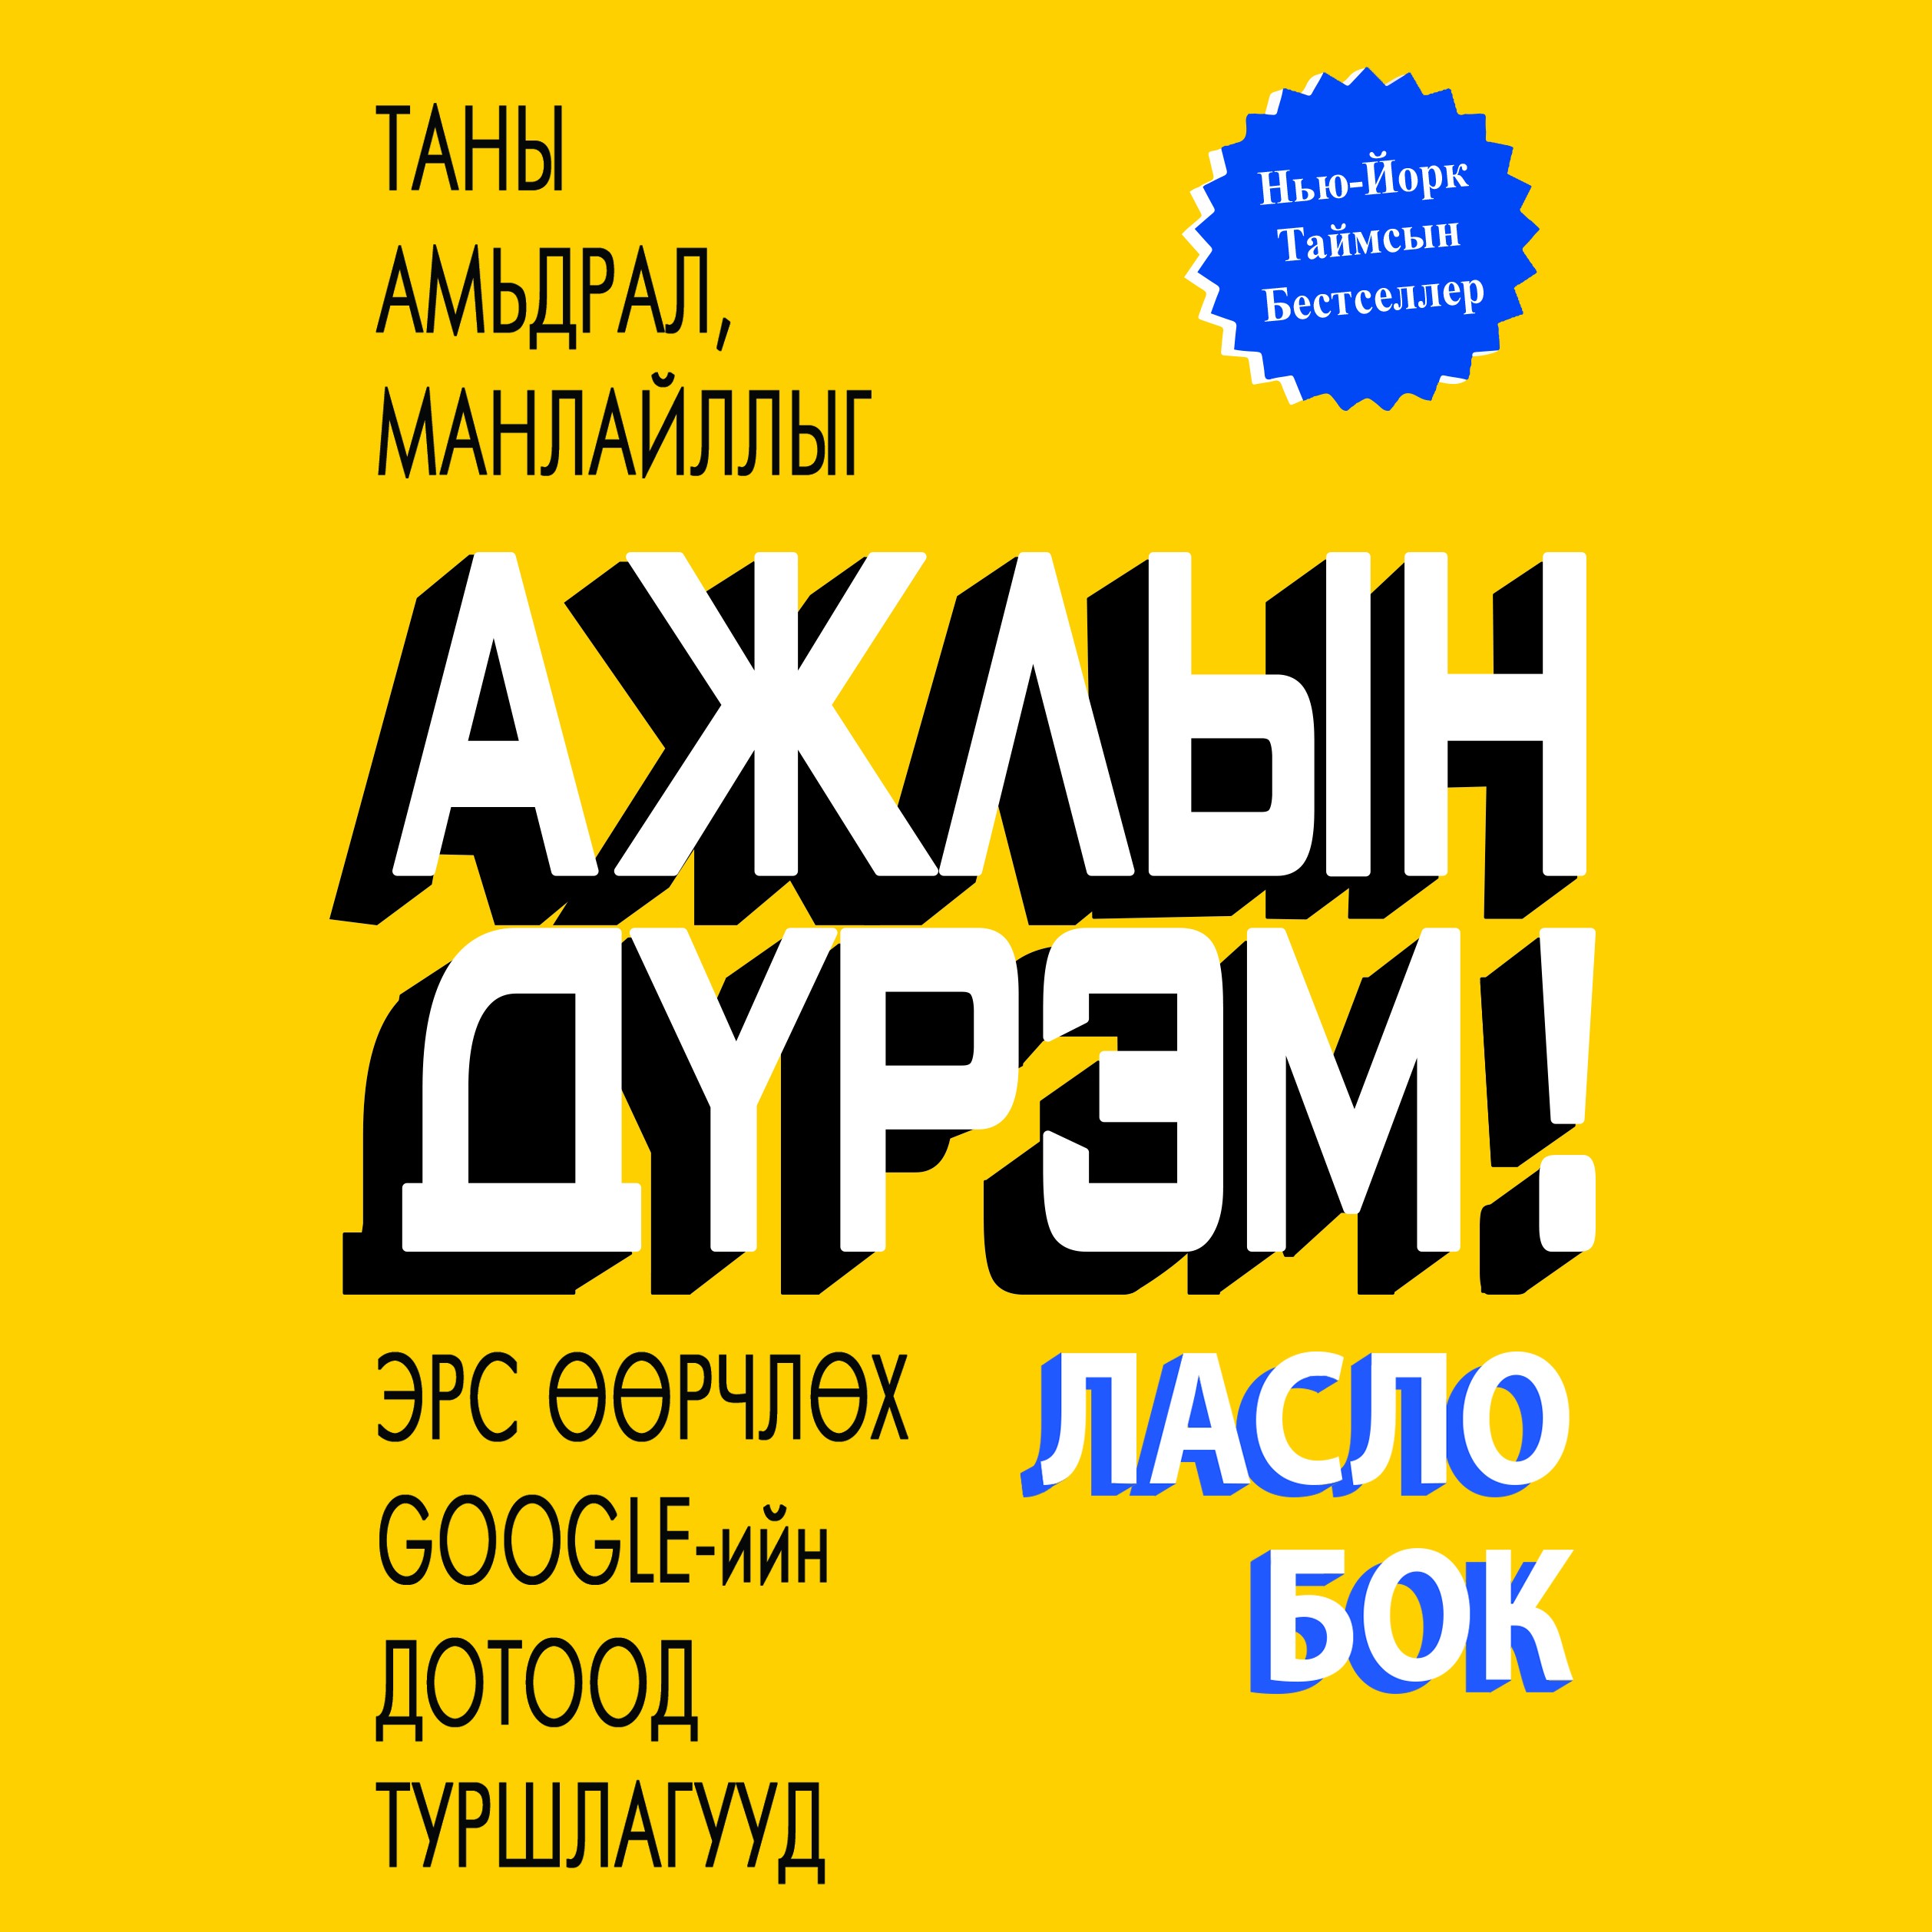 ТАНЫ
АМЬДРАЛ,
МАНЛАЙЛЛЫГ
Нью-Йорк
Таймсын
Бестселлер
АЖЛЫН
ДҮРЭМ!
ЭРС ӨӨРЧЛӨХ
GOOGLE-ийн
ДОТООД
ТУРШЛАГУУД
ЛАСЛО
БОК